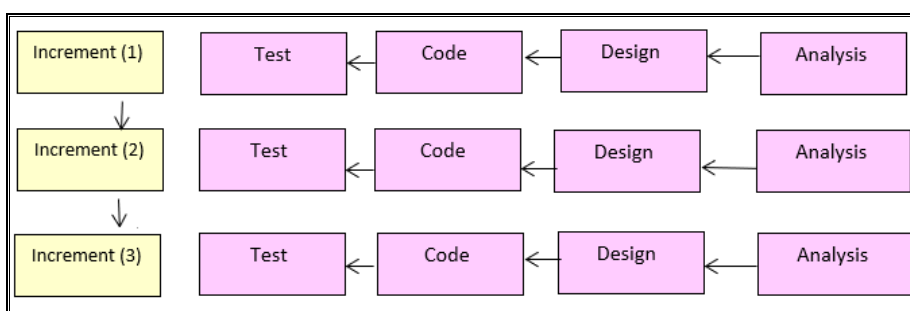 Increment (1)
Test
Code
Design
Analysis
Increment (2)
Test
Code
Design
Analysis
Increment (3)
Test
Code
Design
Analysis